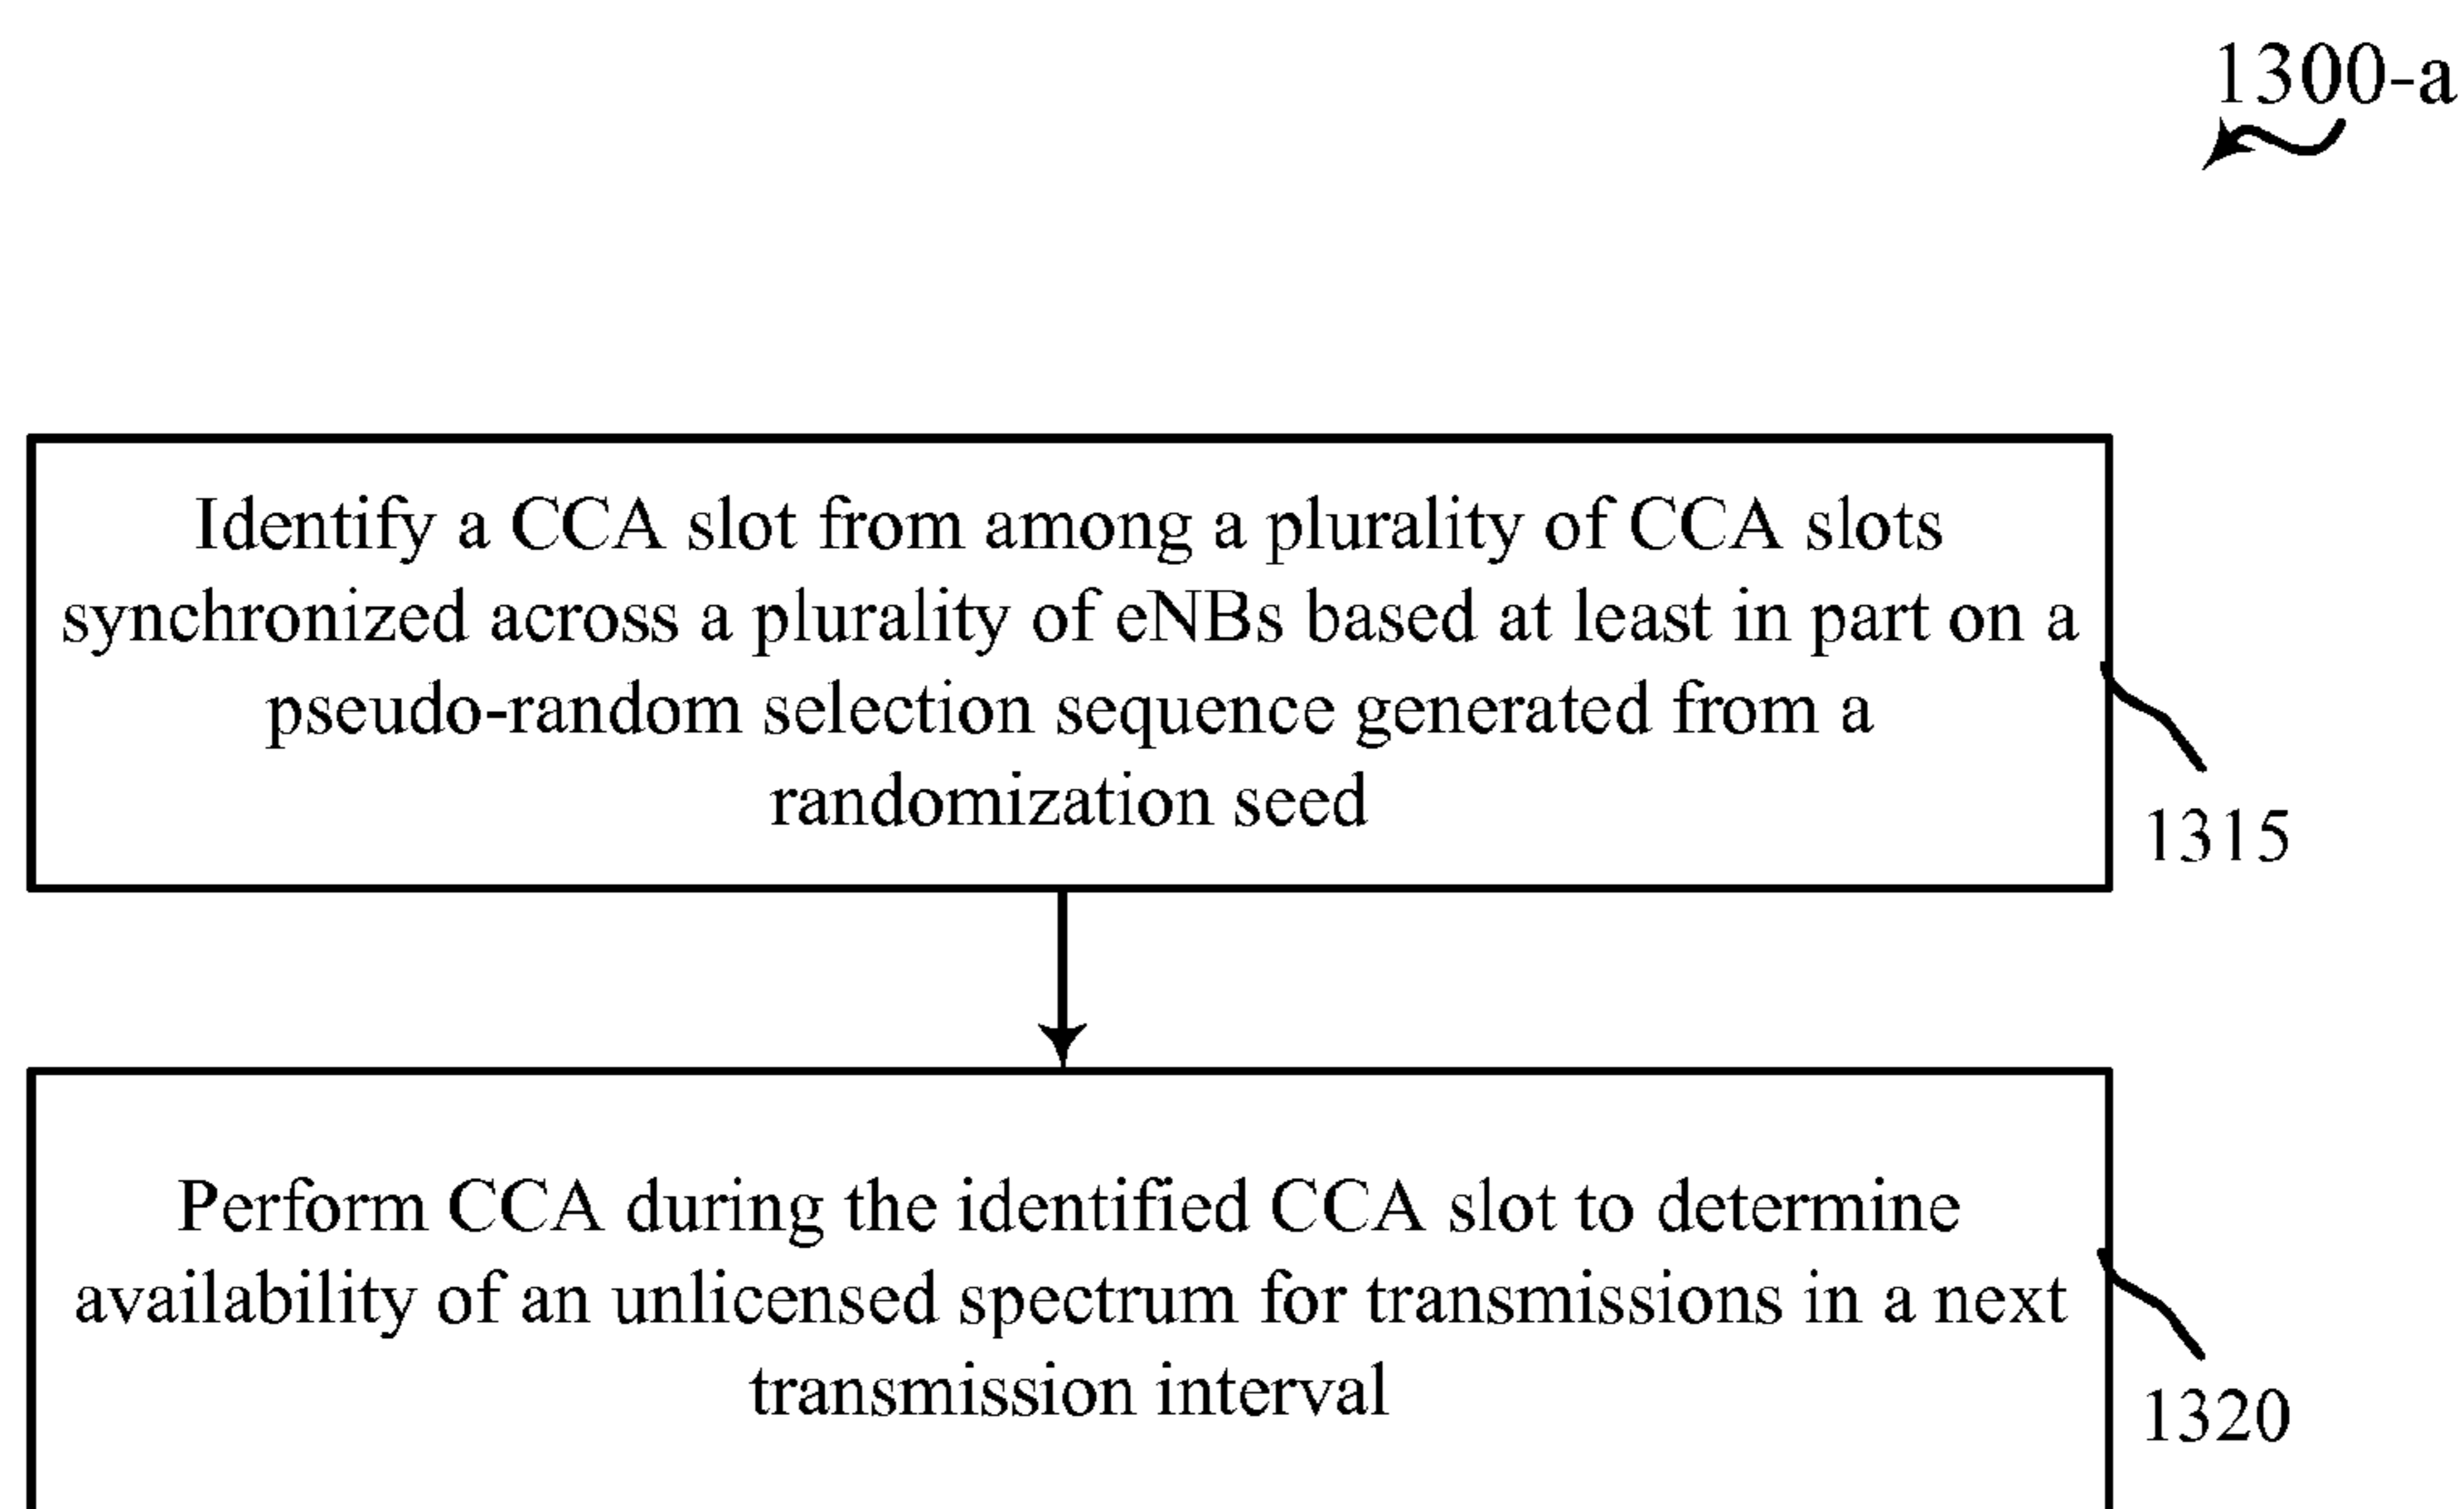 1300-a
Identify a CCA slot from among a plurality of CCA slots
synchronized across a plurality of eNBs based at least in part on a
pseudo-random selection sequence generated from a
randomization seed
1315
Perform CCA during the identified CCA slot to determine
availability of an unlicensed spectrum for transmissions in a next
transmission interval
1320